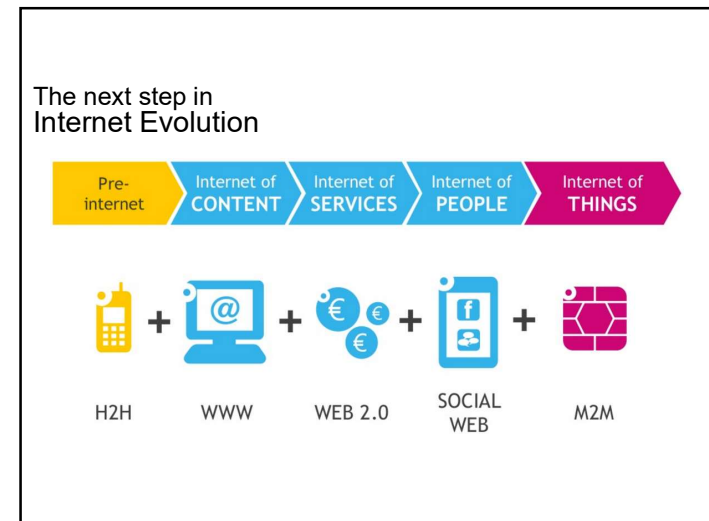 The next step in
Internet Evolution
Pre-
internet
Internet of
CONTENT
Internet of
SERVICES
Internet of
PEOPLE
Internet of
THINGS
@
€
€
€
f
+
+
+
+
H2H
WWW
WEB 2.0
SOCIAL
WEB
M2M